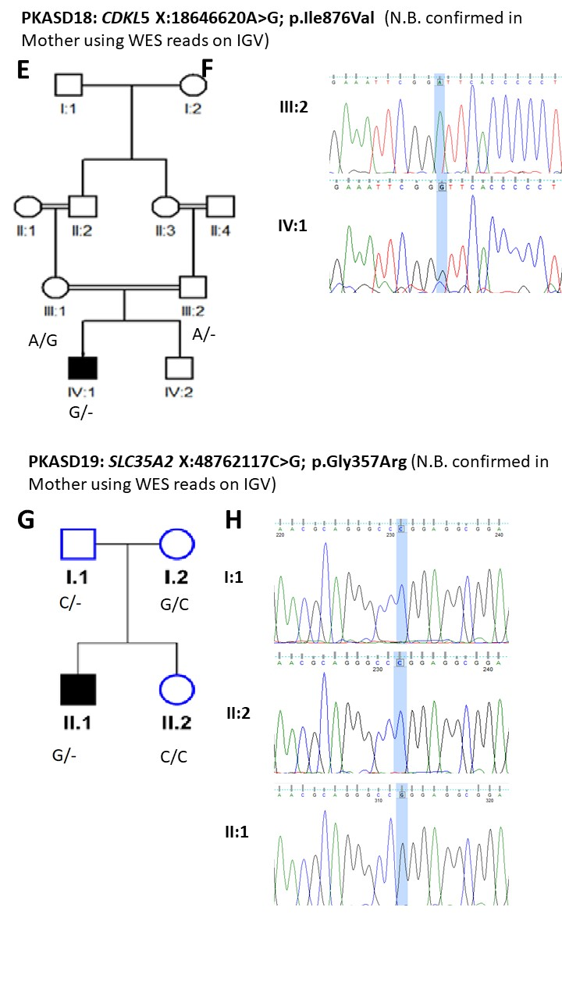 PKASD18: CDKL5 X:18646620A>G; p.Ile876Val (N.B. confirmed in
Mother using WES reads on IGV)
E
F
I:1
I:2
II:1
II:2
II:3
II:4
III:1
III:2
A/G
A/-
IV:1
IV:2
G/-
III:2
G A A A T T C G G A T T C A C C C C C T
IV:1
G A A A T T C G G G T T C A C C C C C T
PKASD19: SLC35A2 X:48762117C>G; p.Gly357Arg (N.B. confirmed in
Mother using WES reads on IGV)
G
I.1
I.2
C/-
G/C
II.1
II.2
G/-
C/C
H
I:1
A A C G C A G G G C C C G G A G G C G G A
220 230 240
II:2
A A C G C A G G G C C C G G A G G C G G A
230 240
II:1
A A C G C A G G G C C G G G A G G C G G A
310 320